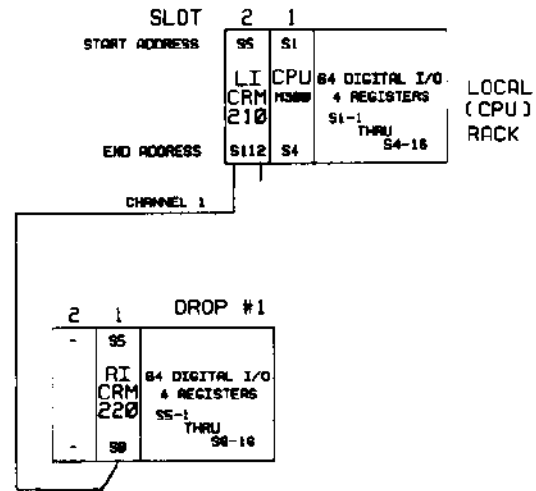 SLOT 2 1
START ADDRESS S5 S1
LI CRM 210
CPU M500
64 DIGITAL I/O
4 REGISTERS
S1-1
THRU
S4-16
LOCAL
(CPU)
RACK
END ADDRESS S112 S4
CHANNEL 1
DROP #1
2 1
- S5
RI
CRM
220
64 DIGITAL I/O
4 REGISTERS
S5-1
THRU
S8-16
- S8